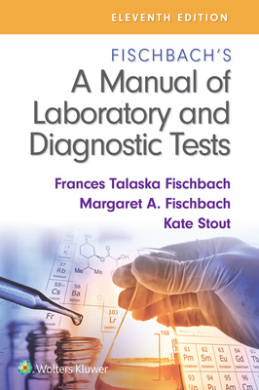 ELEVENTH EDITION
FISCHBACH'S
A Manual of
Laboratory and
Diagnostic Tests
Frances Talaska Fischbach
Margaret A. Fischbach
Kate Stout
Wolters Kluwer